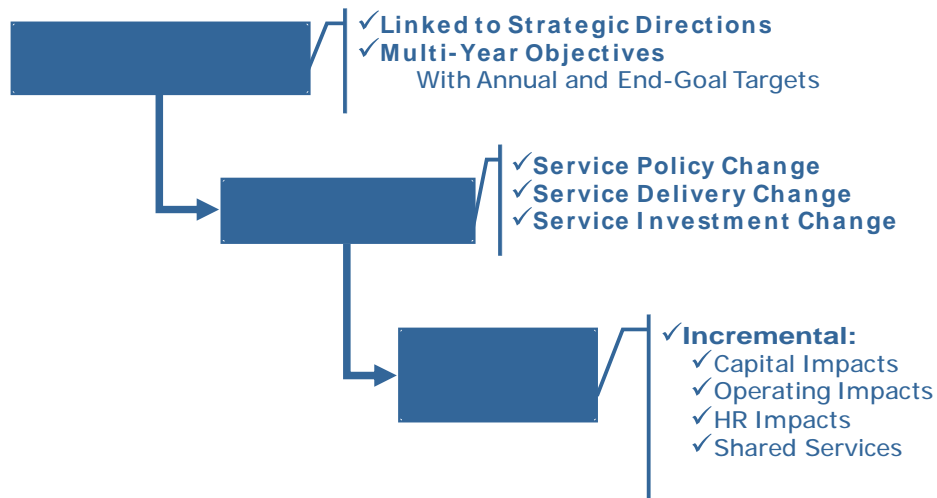 ✓Linked to Strategic Directions
✓Multi-Year Objectives
With Annual and End-Goal Targets
✓Service Policy Change
✓Service Delivery Change
✓Service Investment Change
✓Incremental:
✓Capital Impacts
✓Operating Impacts
✓HR Impacts
✓Shared Services